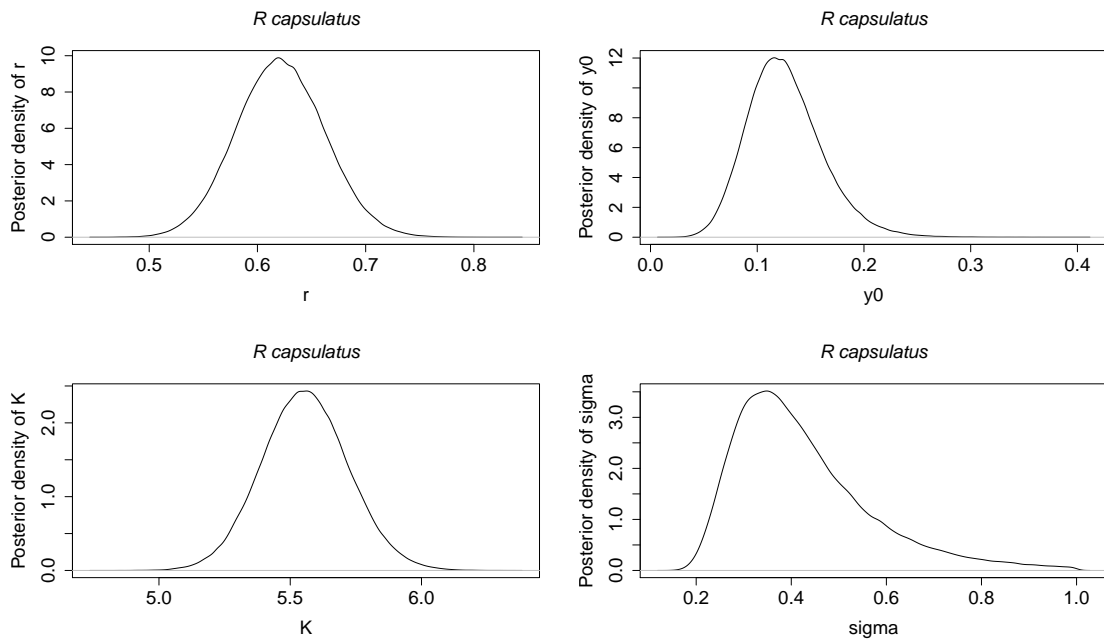 R capsulatus
Posterior density of r
0 2 4 6 8 10
0.5 0.6 0.7 0.8
r
R capsulatus
Posterior density of y0
0 2 4 6 8 12
0.0 0.1 0.2 0.3 0.4
y0
R capsulatus
Posterior density of K
0.0 1.0 2.0
5.0 5.5 6.0
K
R capsulatus
Posterior density of sigma
0.0 1.0 2.0 3.0
0.2 0.4 0.6 0.8 1.0
sigma